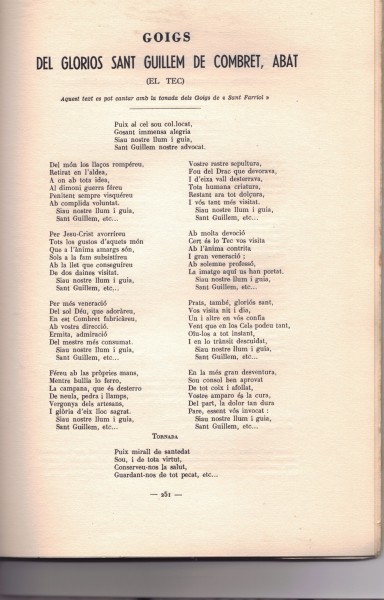 GOIGS
DEL GLORIOS SANT GUILLEM DE COMBRET, ABAT
(EL TEC)
Aquest text es pot cantar amb la tonada dels Goigs de « Sant Farriol »
Puix al cel sou col.locat,
Gosant immensa alegria
Siau nostre llum i guia,
Sant Guillem nostre advocat.
Del món los llaços rompéreu,
Retirat en l'aldea,
A on ab tota idea,
Al dimoni guerra féreu
Penitent sempre visquéreu
Ab complida voluntat.
Siau nostre llum i guia,
Sant Guillem, etc...
Per Jesu-Crist avorrireu
Tots los gustos d'aquets món
Que a l'ànima amargs són,
Sols a la fam subsistireu
Ab la llet que conseguireu
De dos daines visitat.
Siau nostre llum i guia,
Sant Guillem, etc...
Per més veneració
Del sol Déu, que adoràreu,
En est Combret fabricàreu,
Ab vostra direcció.
Ermita, admiració
Del mestre més consumat.
Siau nostre llum i guia,
Sant Guillem, etc...
Féreu ab las pròpries mans,
Mentra bullia lo ferro,
La campana, que és desterro
De neula, pedra i llamps,
Vergonya dels artesans,
I glòria d'eix lloc sagrat.
Siau nostre llum i guia,
Sant Guillem, etc...
Vostre rustre sepultura,
Fou del Drac que devorava,
I d'eixa vall desterrava,
Tota humana criatura,
Restant ara tot dolçura,
I vós tant més visitat.
Siau nostre llum i guia,
Sant Guillem, etc...
Ab molta devoció
Cort és lo Tec vos visita
Ab l'ànima contrita
I gran veneració ;
Ab solemne professó,
La imatge aquí us han portat.
Siau nostre llum i guia,
Sant Guillem, etc...
Prats, també, gloriós sant,
Vos visita nit i dia,
Un i altre en vós confia
Vent que en los Cels podeu tant,
Oïu-los a tot instant,
I en lo trànsit descuidat,
Siau nostre llum i guia,
Sant Guillem, etc...
En la més gran desventura,
Sou consol ben aprovat
De tot coix i afollat,
Vostre amparo és la cura,
Del part, la dolor tan dura
Pare, essent vós invocat :
Siau nostre llum i guia,
Sant Guillem, etc...
TORNADA
Puix mirall de santedat
Sou, i de tota virtut,
Conserveu-nos la salut,
Guardant-nos de tot pecat, etc...
— 251 —